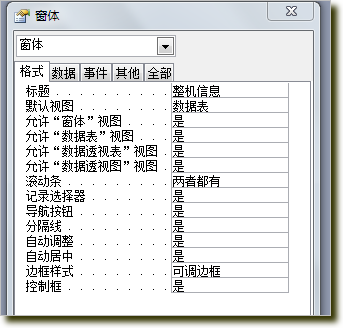 窗体
窗体
格式 数据 事件 其他 全部
标题 整机信息
默认视图 数据表
允许“窗体”视图 是
允许“数据表”视图 是
允许“数据透视表”视图 是
允许“数据透视图”视图 是
滚动条 两者都有
记录选择器 是
导航按钮 是
分隔线 是
自动调整 是
自动居中 是
边框样式 可调边框
控制框 是